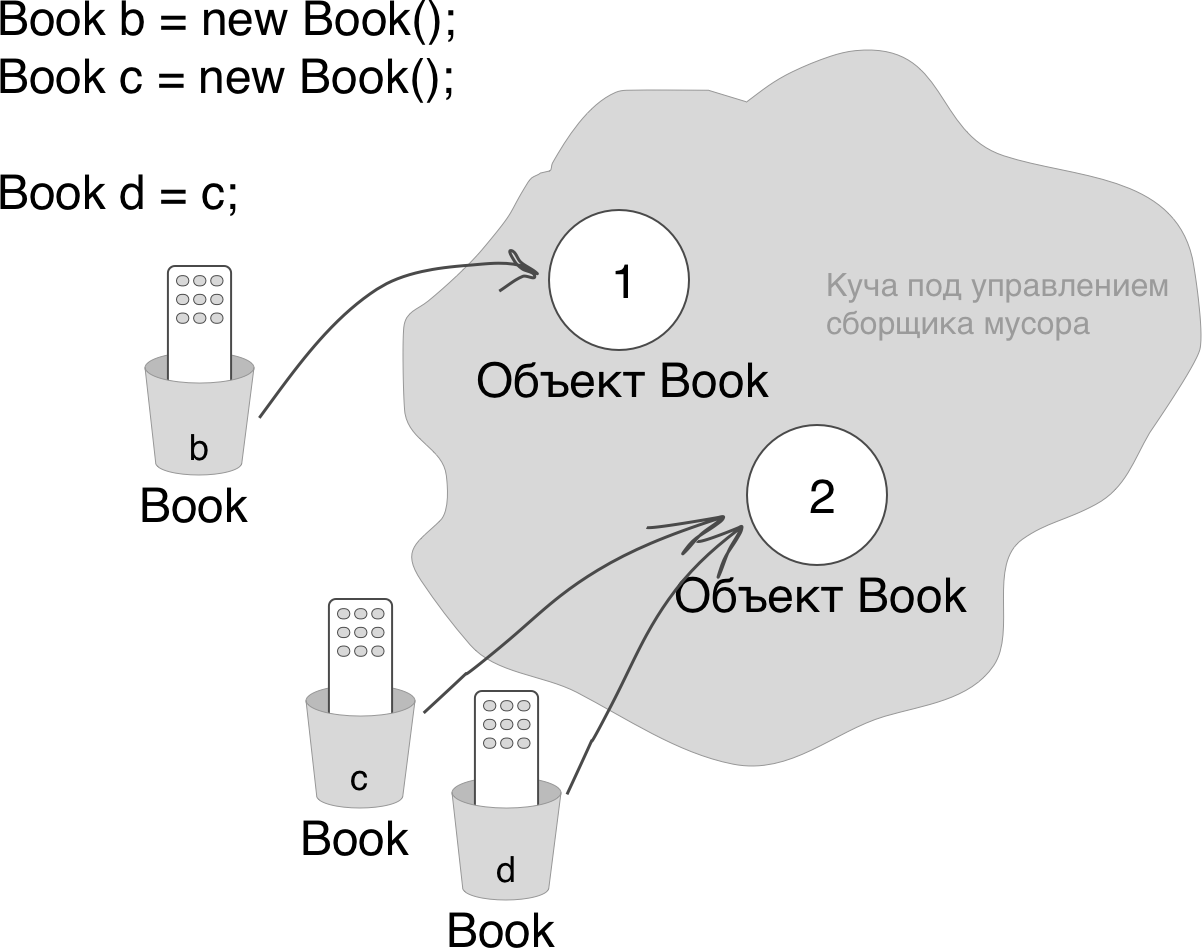 Book b = new Book();
Book c = new Book();
Book d = c;
1
Куча под управлением
сборщика мусора
Объект Book
b
Book
2
Объект Book
c
Book
d
Book